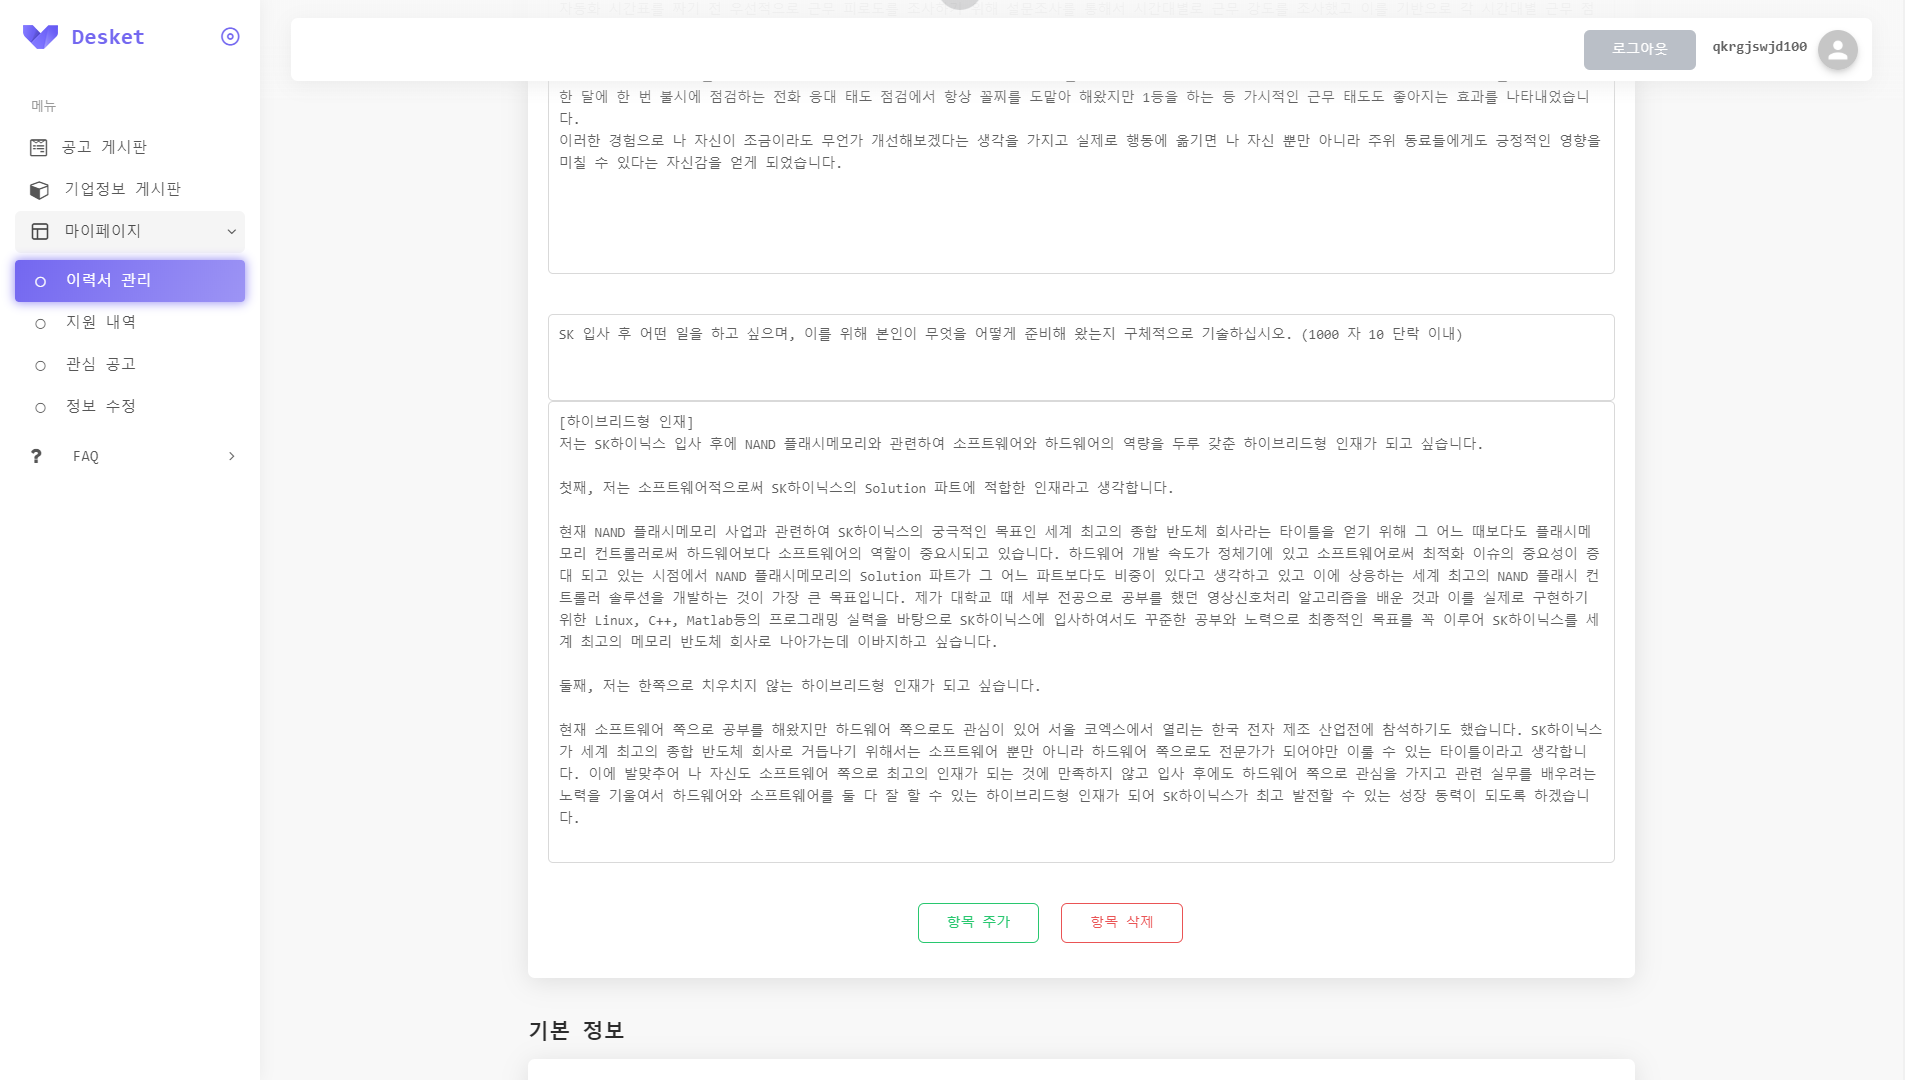 Desket
로그아웃
qkrgjswjd100
메뉴
공고 게시판
기업정보 게시판
마이페이지
이력서 관리
지원 내역
관심 공고
정보 수정
FAQ
한 달에 한 번 불시에 점검하는 전화 응대 태도 점검에서 항상 꼴찌를 도맡아 해왔지만 1등을 하는 등 가시적인 근무 태도도 좋아지는 효과를 나타내었습니
다.
이러한 경험으로 나 자신이 조금이라도 무언가 개선해보겠다는 생각을 가지고 실제로 행동에 옮기면 나 자신 뿐만 아니라 주위 동료들에게도 긍정적인 영향을
미칠 수 있다는 자신감을 얻게 되었습니다.
SK 입사 후 어떤 일을 하고 싶으며, 이를 위해 본인이 무엇을 어떻게 준비해 왔는지 구체적으로 기술하십시오. (1000 자 10 단락 이내)
[하이브리드형 인재]
저는 SK하이닉스 입사 후에 NAND 플래시메모리와 관련하여 소프트웨어와 하드웨어의 역량을 두루 갖춘 하이브리드형 인재가 되고 싶습니다.
첫째, 저는 소프트웨어적으로써 SK하이닉스의 Solution 파트에 적합한 인재라고 생각합니다.
현재 NAND 플래시메모리 사업과 관련하여 SK하이닉스의 궁극적인 목표인 세계 최고의 종합 반도체 회사라는 타이틀을 얻기 위해 그 어느 때보다도 플래시메
모리 컨트롤러로써 하드웨어보다 소프트웨어의 역할이 중요시되고 있습니다. 하드웨어 개발 속도가 정체기에 있고 소프트웨어로써 최적화 이슈의 중요성이 증
대 되고 있는 시점에서 NAND 플래시메모리의 Solution 파트가 그 어느 파트보다도 비중이 있다고 생각하고 있고 이에 상응하는 세계 최고의 NAND 플래시 컨
트롤러 솔루션을 개발하는 것이 가장 큰 목표입니다. 제가 대학교 때 세부 전공으로 공부를 했던 영상신호처리 알고리즘을 배운 것과 이를 실제로 구현하기
위한 Linux, C++, Matlab등의 프로그래밍 실력을 바탕으로 SK하이닉스에 입사하여서도 꾸준한 공부와 노력으로 최종적인 목표를 꼭 이루어 SK하이닉스를 세
계 최고의 메모리 반도체 회사로 나아가는데 이바지하고 싶습니다.
둘째, 저는 한쪽으로 치우치지 않는 하이브리드형 인재가 되고 싶습니다.
현재 소프트웨어 쪽으로 공부를 해왔지만 하드웨어 쪽으로도 관심이 있어 서울 코엑스에서 열리는 한국 전자 제조 산업전에 참석하기도 했습니다. SK하이닉스
가 세계 최고의 종합 반도체 회사로 거듭나기 위해서는 소프트웨어 뿐만 아니라 하드웨어 쪽으로도 전문가가 되어야만 이룰 수 있는 타이틀이라고 생각합니
다. 이에 발맞추어 나 자신도 소프트웨어 쪽으로 최고의 인재가 되는 것에 만족하지 않고 입사 후에도 하드웨어 쪽으로 관심을 가지고 관련 실무를 배우려는
노력을 기울여서 하드웨어와 소프트웨어를 둘 다 잘 할 수 있는 하이브리드형 인재가 되어 SK하이닉스가 최고 발전할 수 있는 성장 동력이 되도록 하겠습니
다.
항목 추가
항목 삭제
기본 정보